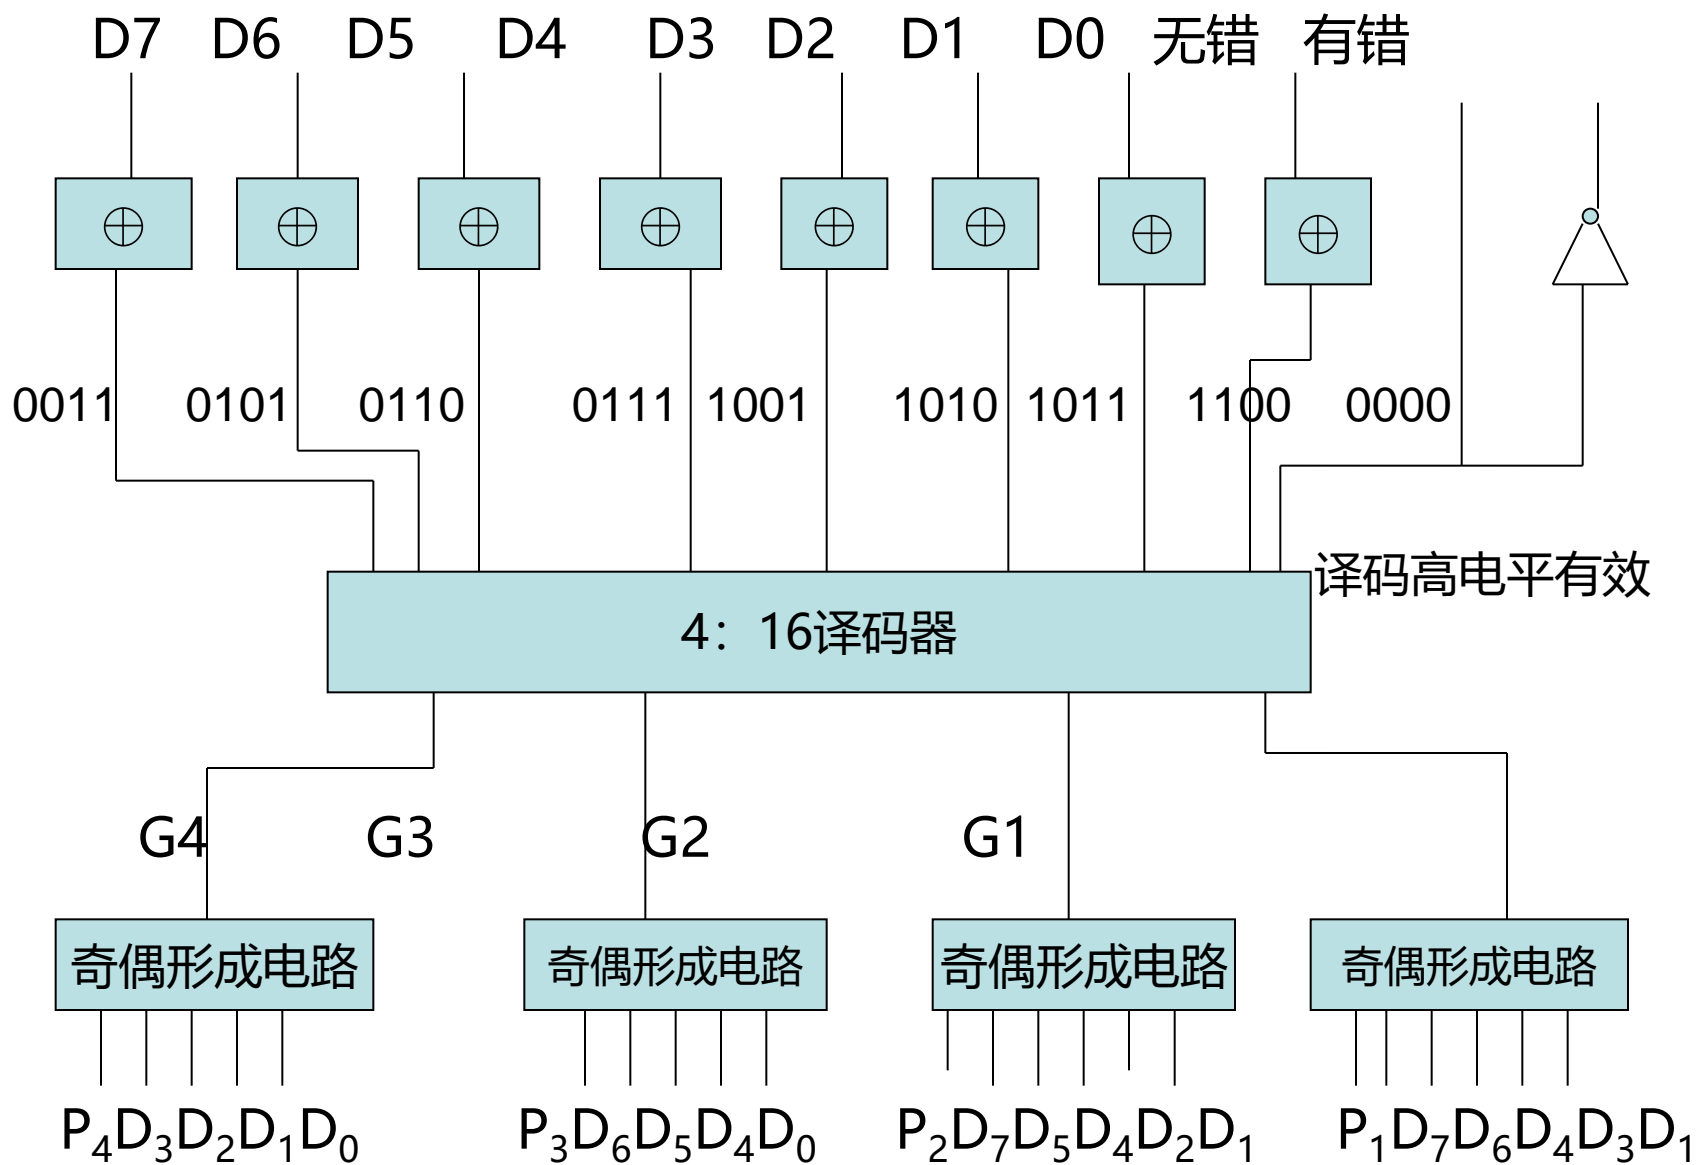 D7 D6 D5 D4 D3 D2 D1 D0 无错 有错
0011 0101 0110 0111 1001 1010 1011 1100 0000
译码高电平有效
4：16译码器
G4 G3 G2 G1
奇偶形成电路 奇偶形成电路 奇偶形成电路 奇偶形成电路
P₄D₃D₂D₁D₀ P₃D₆D₅D₄D₀ P₂D₇D₅D₄D₂D₁ P₁D₇D₆D₄D₃D₁